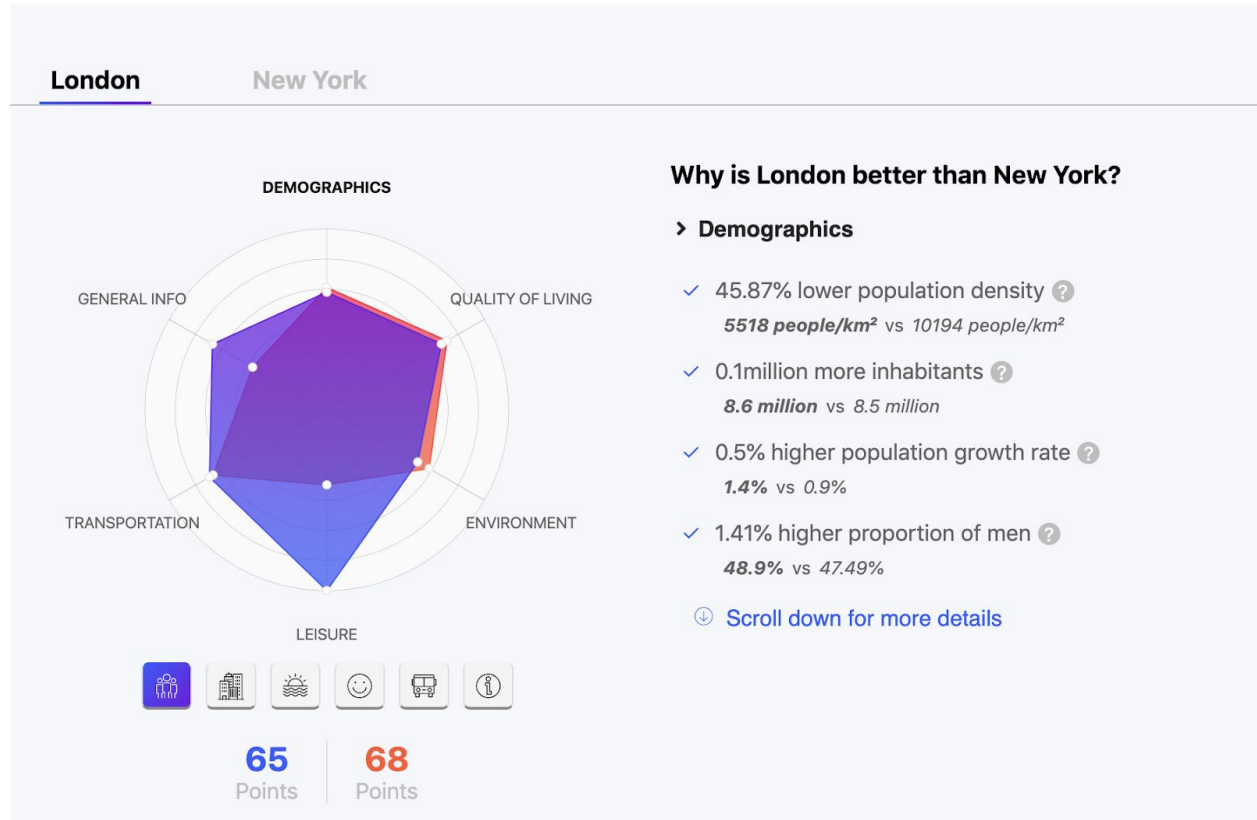 London New York
DEMOGRAPHICS
GENERAL INFO
QUALITY OF LIVING
TRANSPORTATION
ENVIRONMENT
LEISURE
65 68
Points Points
Why is London better than New York?
> Demographics
✓ 45.87% lower population density ?
5518 people/km² vs 10194 people/km²
✓ 0.1million more inhabitants ?
8.6 million vs 8.5 million
✓ 0.5% higher population growth rate ?
1.4% vs 0.9%
✓ 1.41% higher proportion of men ?
48.9% vs 47.49%
Scroll down for more details